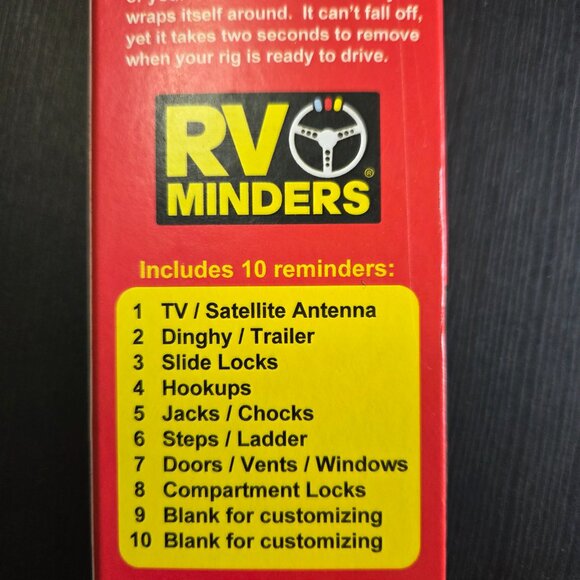 wraps itself around. It can't fall off,
yet it takes two seconds to remove
when your rig is ready to drive.
RV
MINDERS®
Includes 10 reminders:
1 TV / Satellite Antenna
2 Dinghy / Trailer
3 Slide Locks
4 Hookups
5 Jacks / Chocks
6 Steps / Ladder
7 Doors / Vents / Windows
8 Compartment Locks
9 Blank for customizing
10 Blank for customizing